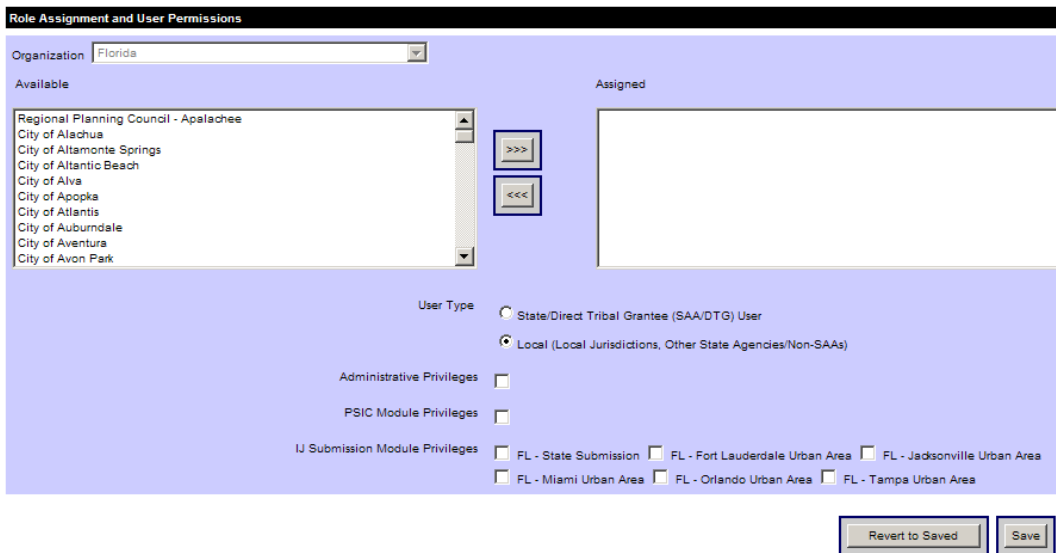 Role Assignment and User Permissions
Organization Florida
Available Assigned
Regional Planning Council - Apalachee
City of Alachua
City of Altamonte Springs
City of Altantic Beach
City of Alva
City of Apopka
City of Atlantis
City of Auburndale
City of Aventura
City of Avon Park
>>>
<<<
User Type
State/Direct Tribal Grantee (SAA/DTG) User
Local (Local Jurisdictions, Other State Agencies/Non-SAAs)
Administrative Privileges
PSIC Module Privileges
IJ Submission Module Privileges
FL - State Submission FL - Fort Lauderdale Urban Area FL - Jacksonville Urban Area
FL - Miami Urban Area FL - Orlando Urban Area FL - Tampa Urban Area
Revert to Saved Save